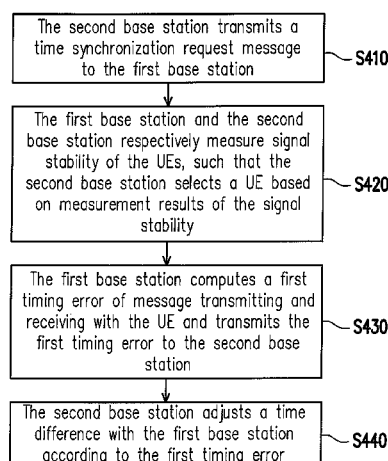 The second base station transmits a
time synchronization request message
to the first base station
S410
The first base station and the second
base station respectively measure signal
stability of the UEs, such that the
second base station selects a UE based
on measurement results of the signal
stability
S420
The first base station computes a first
timing error of message transmitting and
receiving with the UE and transmits the
first timing error to the second base
station
S430
The second base station adjusts a time
difference with the first base station
according to the first timing error
S440